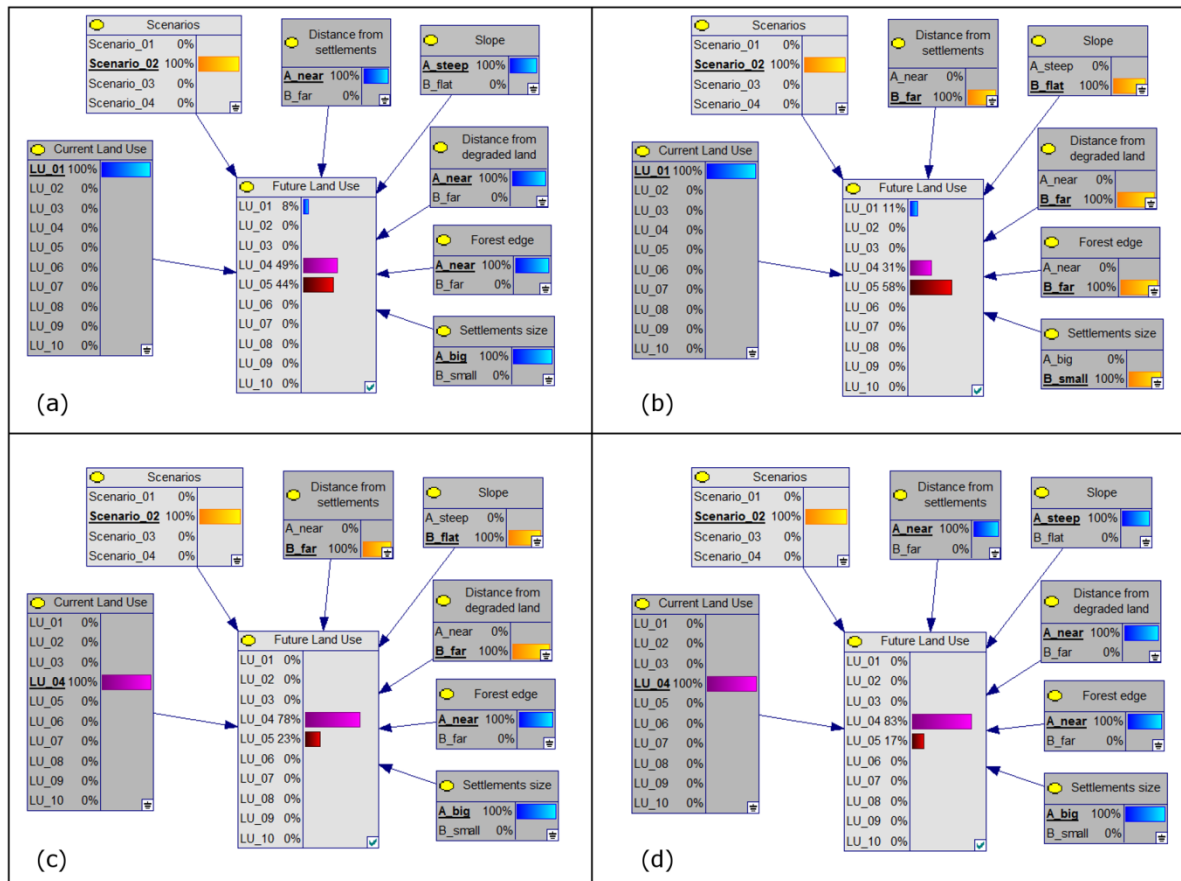 Scenarios
Scenario_01 0%
Scenario_02 100%
Scenario_03 0%
Scenario_04 0%
Distance from
settlements
A_near 100%
B_far 0%
Slope
A_steep 100%
B_flat 0%
Current Land Use
LU_01 100%
LU_02 0%
LU_03 0%
LU_04 0%
LU_05 0%
LU_06 0%
LU_07 0%
LU_08 0%
LU_09 0%
LU_10 0%
Future Land Use
LU_01 8%
LU_02 0%
LU_03 0%
LU_04 49%
LU_05 44%
LU_06 0%
LU_07 0%
LU_08 0%
LU_09 0%
LU_10 0%
Distance from
degraded land
A_near 100%
B_far 0%
Forest edge
A_near 100%
B_far 0%
Settlements size
A_big 100%
B_small 0%
(a)
Scenarios
Scenario_01 0%
Scenario_02 100%
Scenario_03 0%
Scenario_04 0%
Distance from
settlements
A_near 0%
B_far 100%
Slope
A_steep 0%
B_flat 100%
Current Land Use
LU_01 100%
LU_02 0%
LU_03 0%
LU_04 0%
LU_05 0%
LU_06 0%
LU_07 0%
LU_08 0%
LU_09 0%
LU_10 0%
Future Land Use
LU_01 11%
LU_02 0%
LU_03 0%
LU_04 31%
LU_05 58%
LU_06 0%
LU_07 0%
LU_08 0%
LU_09 0%
LU_10 0%
Distance from
degraded land
A_near 0%
B_far 100%
Forest edge
A_near 0%
B_far 100%
Settlements size
A_big 0%
B_small 100%
(b)
Scenarios
Scenario_01 0%
Scenario_02 100%
Scenario_03 0%
Scenario_04 0%
Distance from
settlements
A_near 0%
B_far 100%
Slope
A_steep 0%
B_flat 100%
Current Land Use
LU_01 0%
LU_02 0%
LU_03 0%
LU_04 100%
LU_05 0%
LU_06 0%
LU_07 0%
LU_08 0%
LU_09 0%
LU_10 0%
Future Land Use
LU_01 0%
LU_02 0%
LU_03 0%
LU_04 78%
LU_05 23%
LU_06 0%
LU_07 0%
LU_08 0%
LU_09 0%
LU_10 0%
Distance from
degraded land
A_near 0%
B_far 100%
Forest edge
A_near 100%
B_far 0%
Settlements size
A_big 100%
B_small 0%
(c)
Scenarios
Scenario_01 0%
Scenario_02 100%
Scenario_03 0%
Scenario_04 0%
Distance from
settlements
A_near 100%
B_far 0%
Slope
A_steep 100%
B_flat 0%
Current Land Use
LU_01 0%
LU_02 0%
LU_03 0%
LU_04 100%
LU_05 0%
LU_06 0%
LU_07 0%
LU_08 0%
LU_09 0%
LU_10 0%
Future Land Use
LU_01 0%
LU_02 0%
LU_03 0%
LU_04 83%
LU_05 17%
LU_06 0%
LU_07 0%
LU_08 0%
LU_09 0%
LU_10 0%
Distance from
degraded land
A_near 100%
B_far 0%
Forest edge
A_near 100%
B_far 0%
Settlements size
A_big 100%
B_small 0%
(d)